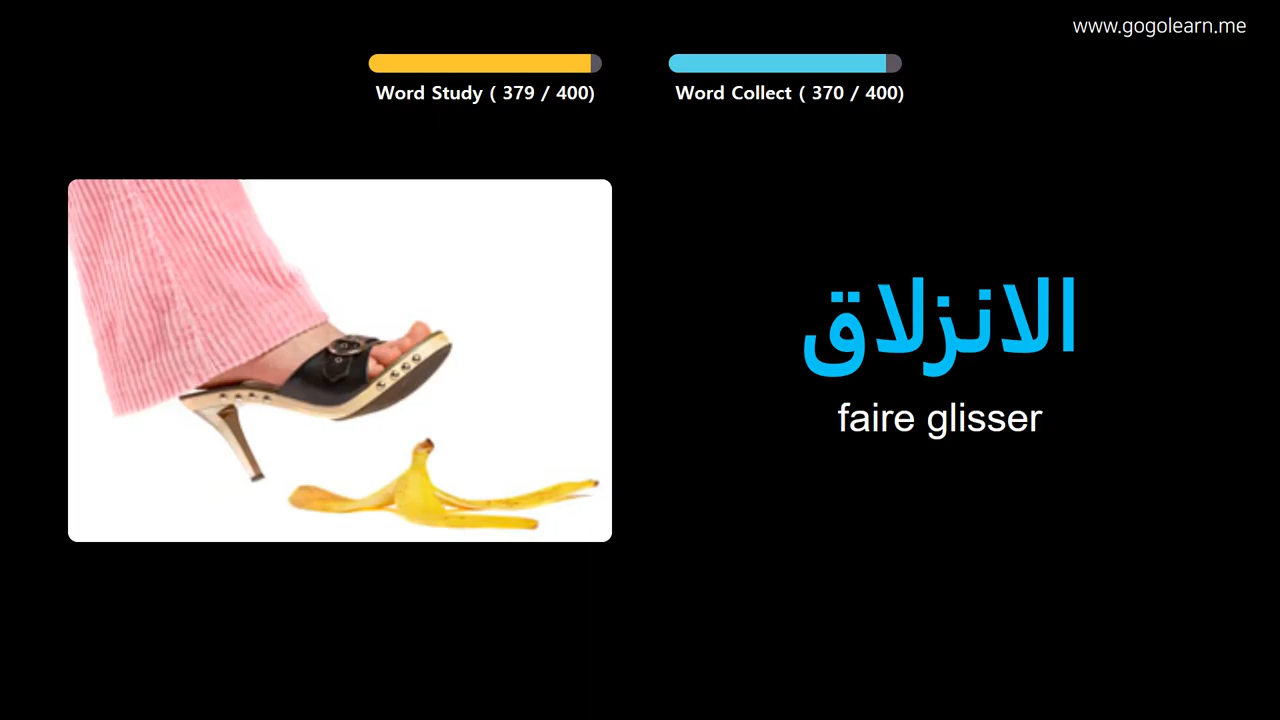 www.gogolearn.me
Word Study ( 379 / 400)
Word Collect ( 370 / 400)
الانزلاق
faire glisser